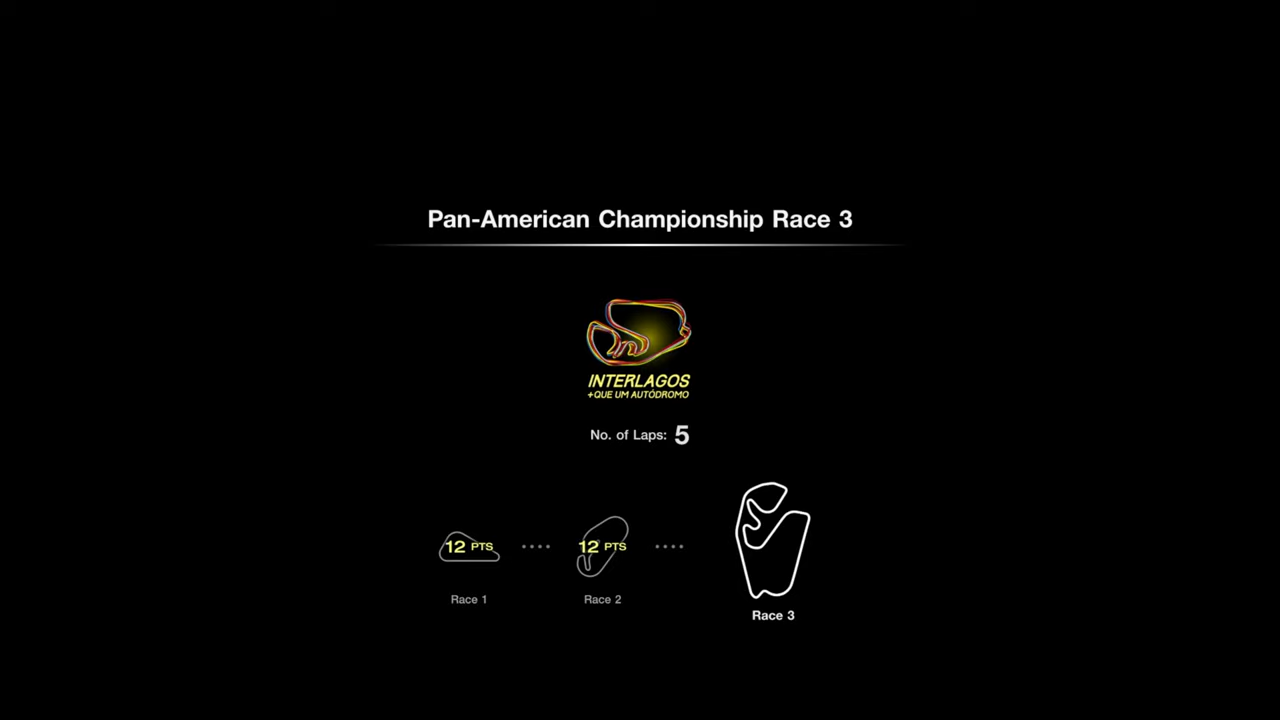 Pan-American Championship Race 3
INTERLAGOS
+QUE UM AUTÓDROMO
No. of Laps: 5
12 PTS
12 PTS
Race 1
Race 2
Race 3